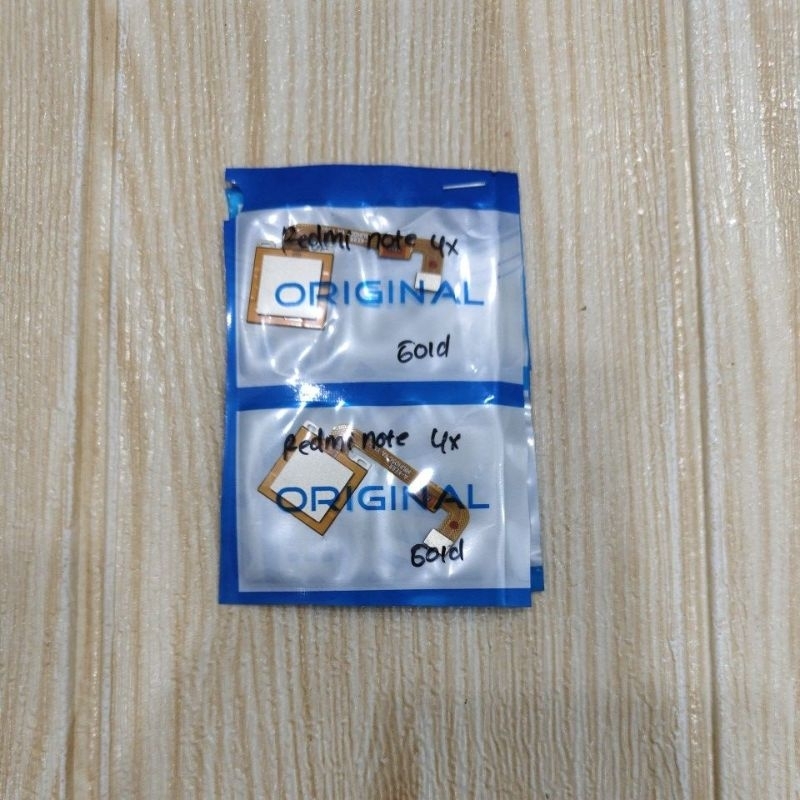 Redmi note 4x
ORIGINAL
Gold
Redmi note 4x
ORIGINAL
Gold